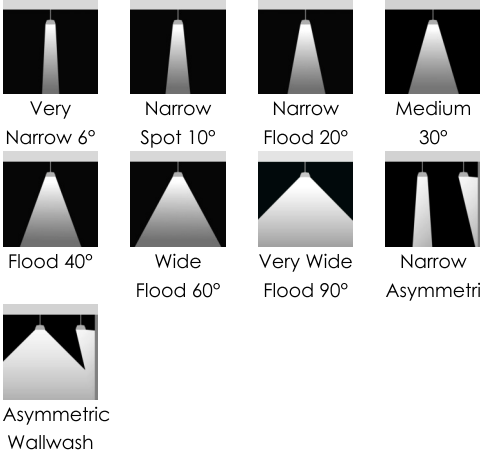 Very
Narrow 6°
Narrow
Spot 10°
Narrow
Flood 20°
Medium
30°
Flood 40°
Wide
Flood 60°
Very Wide
Flood 90°
Narrow
Asymmetri
Asymmetric
Wallwash